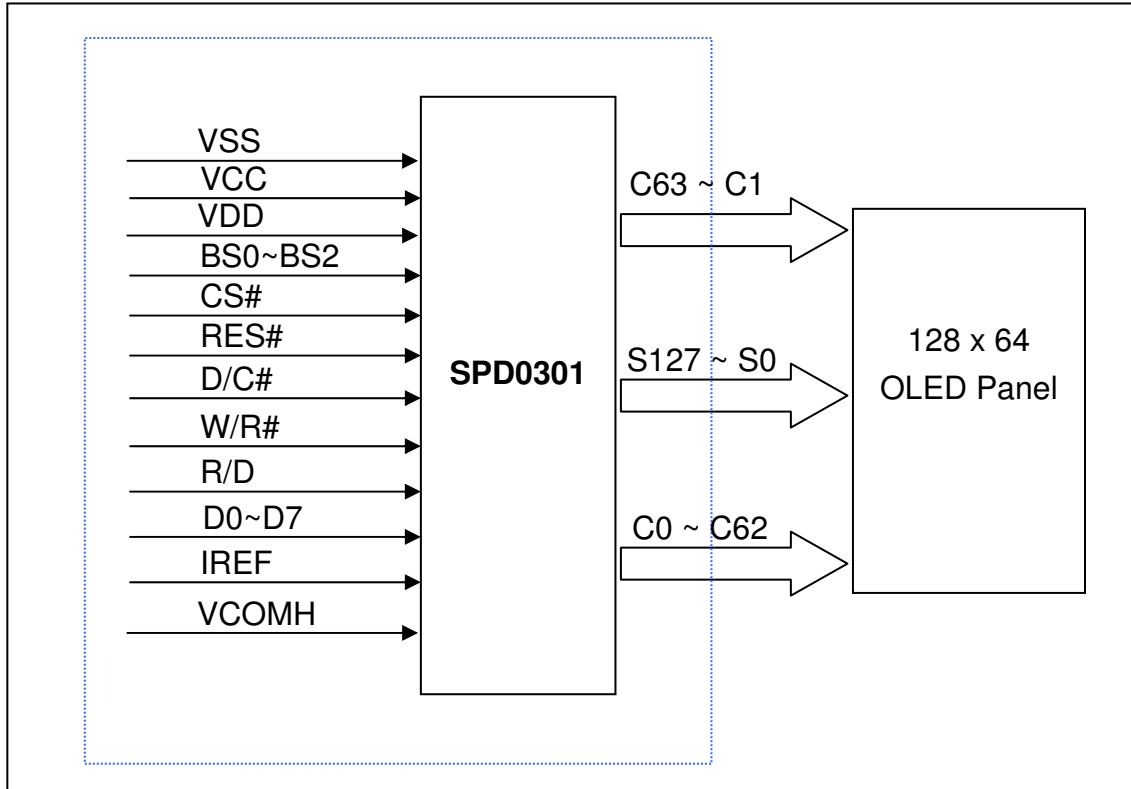 VSS
VCC
VDD
BS0~BS2
CS#
RES#
D/C#
W/R#
R/D
D0~D7
IREF
VCOMH
SPD0301
C63 ~ C1
S127 ~ S0
C0 ~ C62
128 x 64
OLED Panel